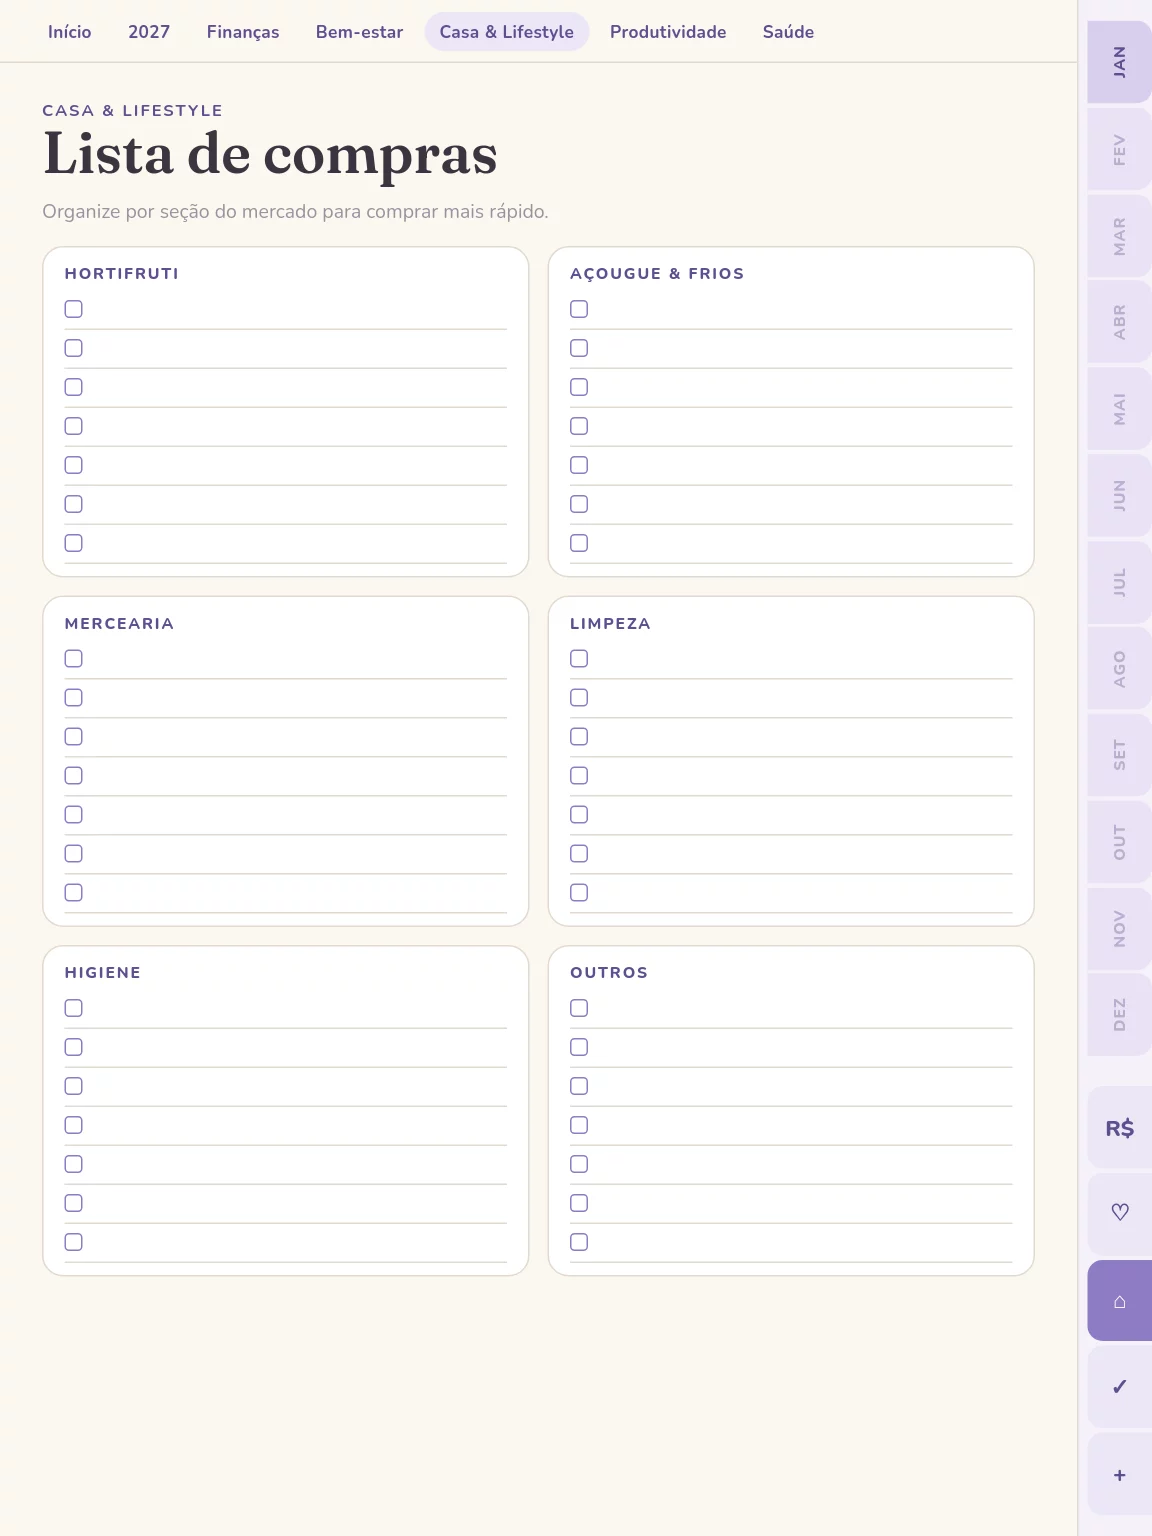 Início 2027 Finanças Bem-estar Casa & Lifestyle Produtividade Saúde
CASA & LIFESTYLE
Lista de compras
Organize por seção do mercado para comprar mais rápido.
HORTIFRUTI
AÇOUGUE & FRIOS
MERCEARIA
LIMPEZA
HIGIENE
OUTROS
JAN
FEV
MAR
ABR
MAI
JUN
JUL
AGO
SET
OUT
NOV
DEZ
R$
♡
⌂
✓
+